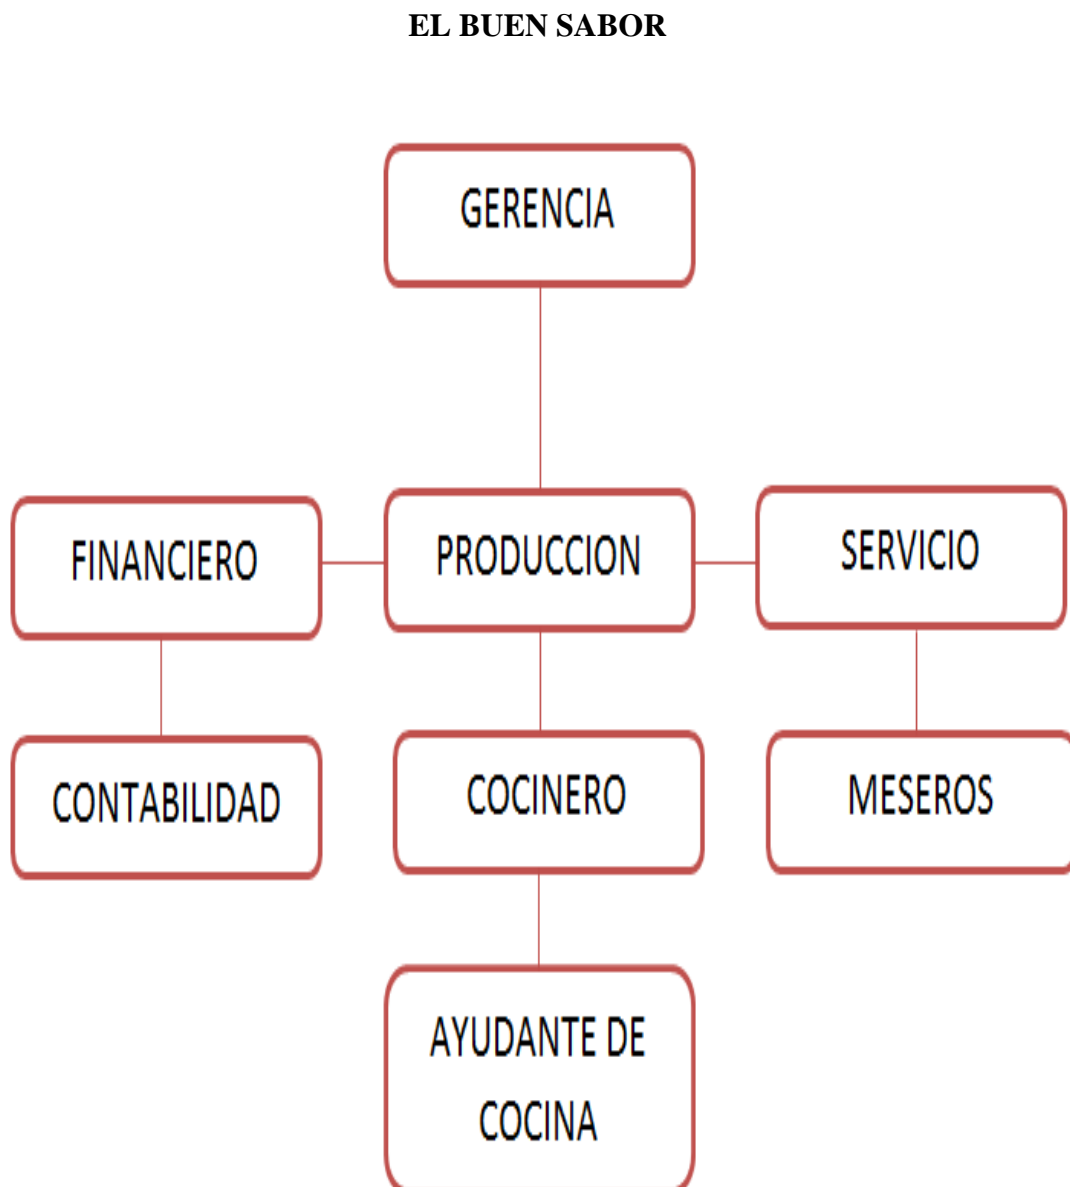 EL BUEN SABOR
GERENCIA
FINANCIERO
PRODUCCION
SERVICIO
CONTABILIDAD
COCINERO
MESEROS
AYUDANTE DE
COCINA